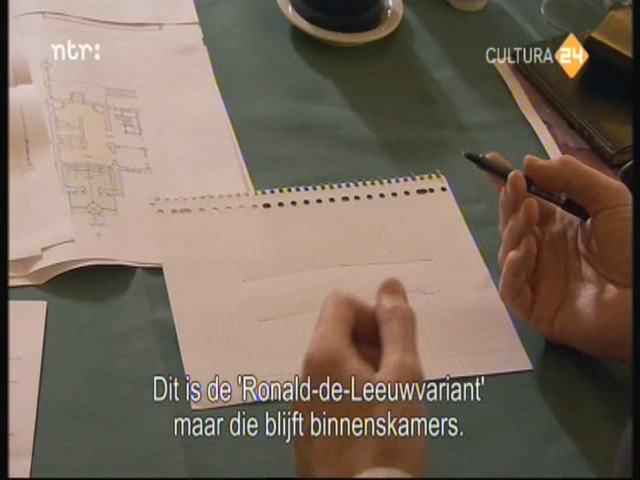 ntr:
CULTURA 24
Dit is de 'Ronald-de-Leeuwvariant'
maar die blijft binnenskamers.